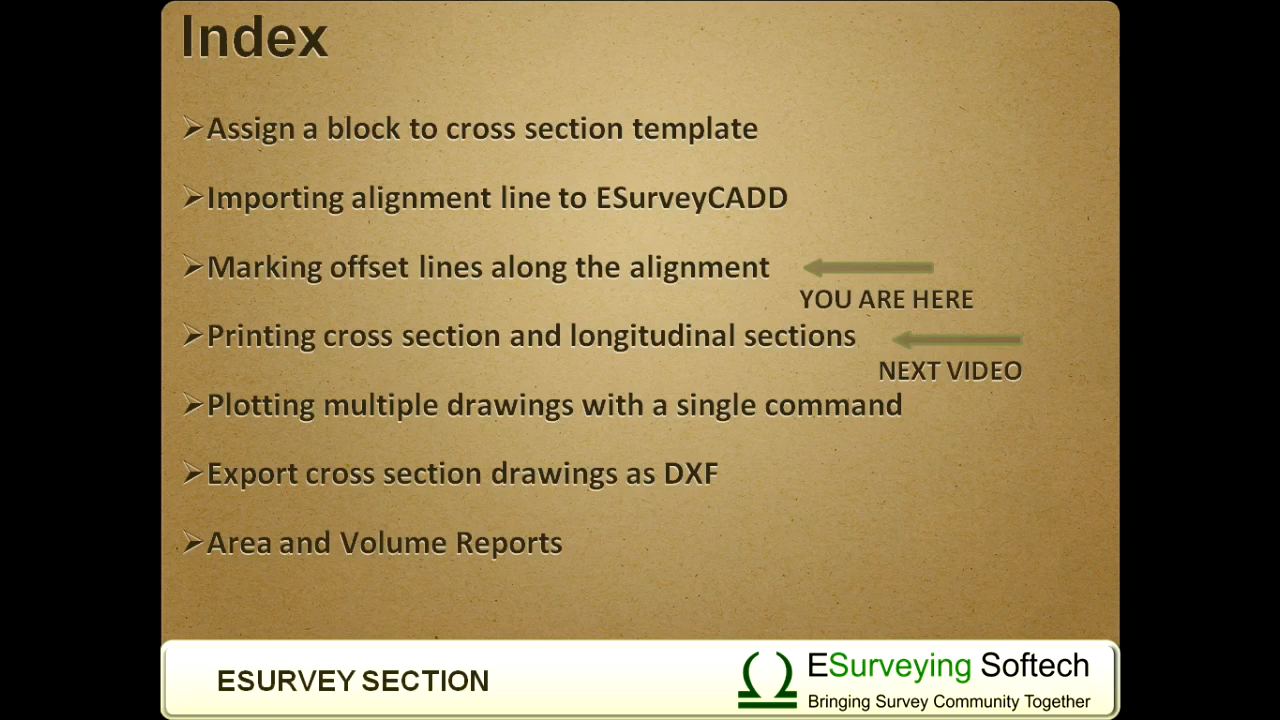 Index
➢Assign a block to cross section template
➢Importing alignment line to ESurveyCADD
➢Marking offset lines along the alignment
YOU ARE HERE
➢Printing cross section and longitudinal sections
NEXT VIDEO
➢Plotting multiple drawings with a single command
➢Export cross section drawings as DXF
➢Area and Volume Reports
ESURVEY SECTION
ESurveying Softech
Bringing Survey Community Together